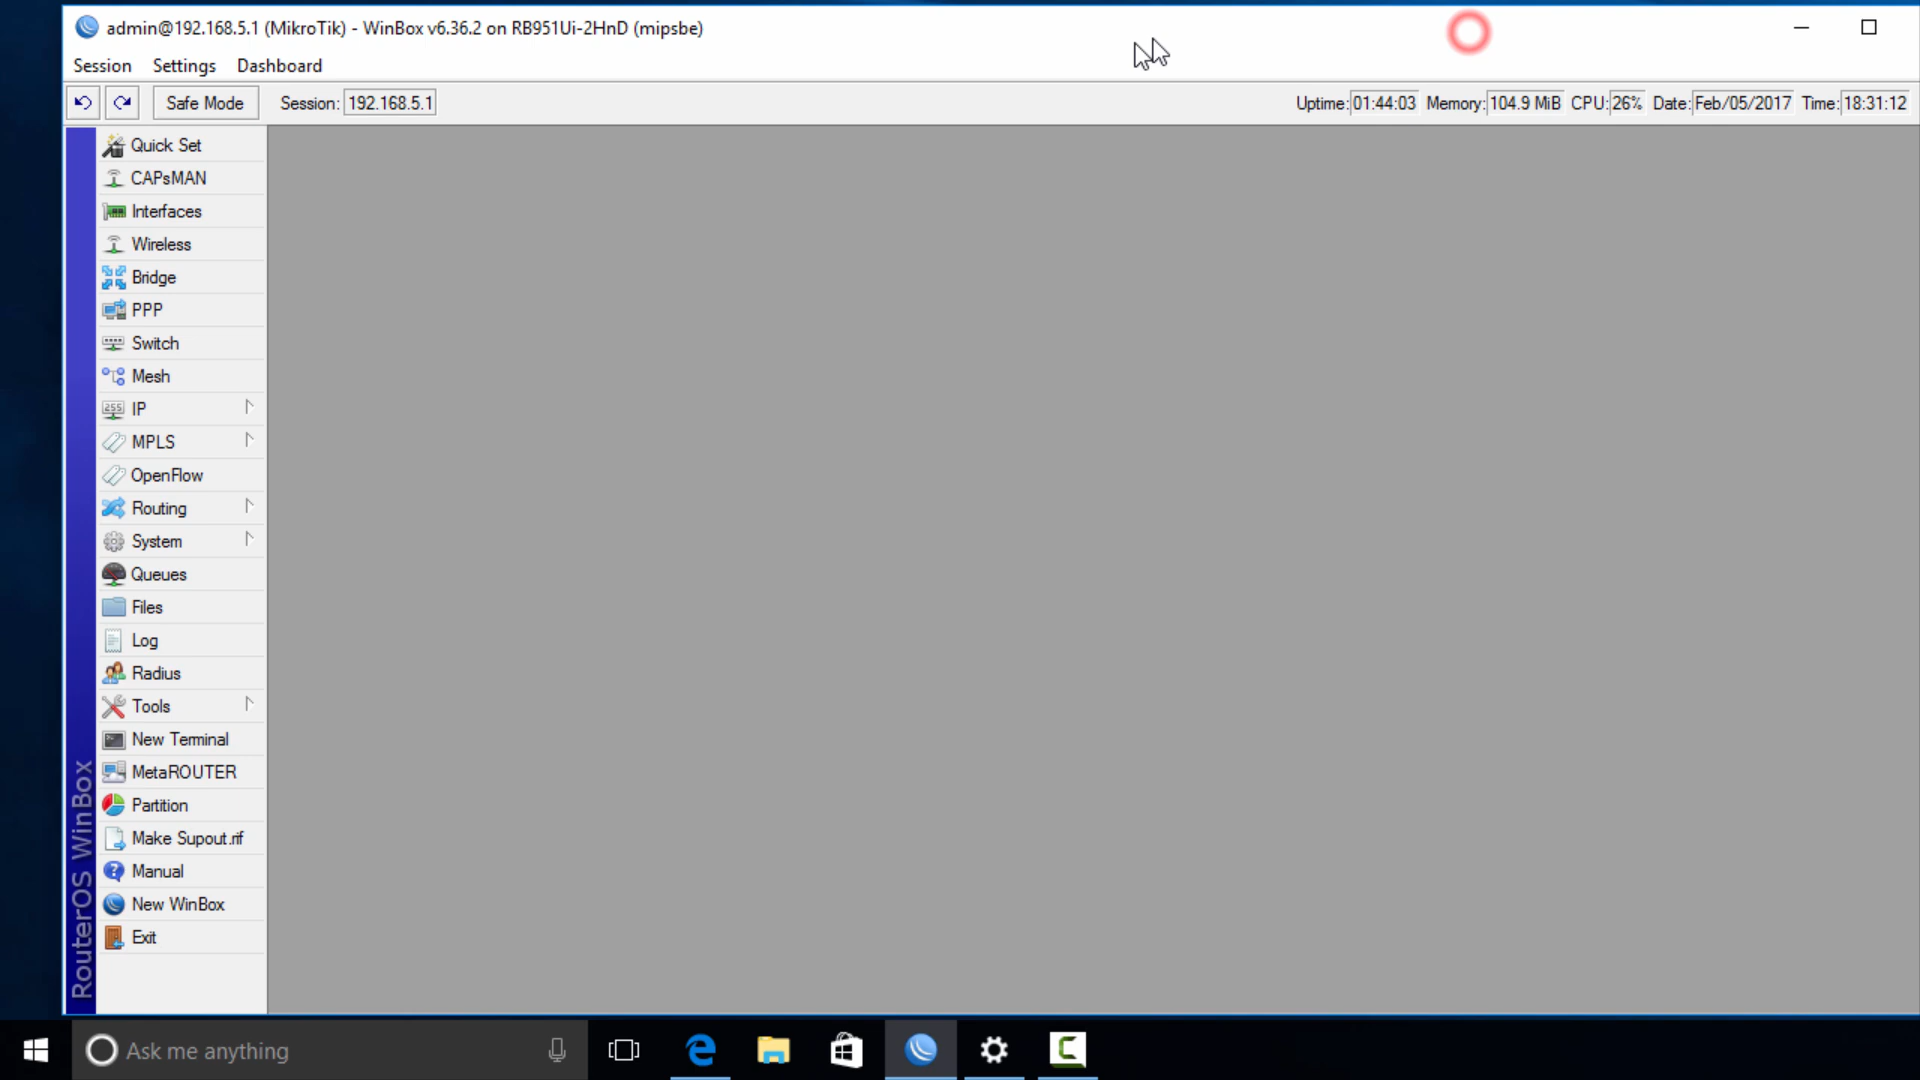 admin@192.168.5.1 (MikroTik) - WinBox v6.36.2 on RB951Ui-2HnD (mipsbe)
Session Settings Dashboard
Safe Mode Session: 192.168.5.1 Uptime: 01:44:03 Memory: 104.9 MiB CPU: 26% Date: Feb/05/2017 Time: 18:31:12
Quick Set
CAPsMAN
Interfaces
Wireless
Bridge
PPP
Switch
Mesh
255 IP
MPLS
OpenFlow
Routing
System
Queues
Files
Log
Radius
Tools
New Terminal
MetaROUTER
Partition
Make Supout.rif
Manual
New WinBox
Exit
RouterOS WinBox
Ask me anything